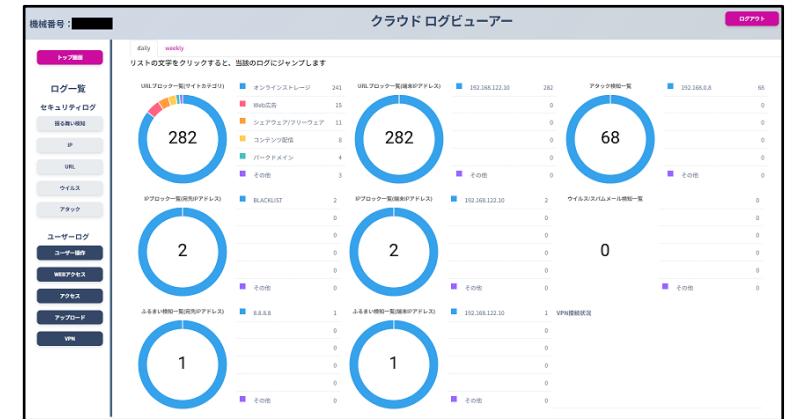 機械番号：
クラウド ログビューアー
ログアウト
トップ画面
ログ一覧
セキュリティログ
振る舞い検知
IP
URL
ウイルス
アタック
ユーザーログ
ユーザー操作
WEBアクセス
アクセス
アップロード
VPN
daily weekly
リストの文字をクリックすると、当該のログにジャンプします
URLブロック一覧(サイトカテゴリ)
282
オンラインストレージ 241
Web広告 15
シェアウェア/フリーウェア 11
コンテンツ配信 8
パークドメイン 4
その他 3
URLブロック一覧(端末IPアドレス)
282
192.168.122.10 282
0
0
0
0
その他 0
アタック検知一覧
68
192.168.0.8 68
0
0
0
0
その他 0
IPブロック一覧(宛先IPアドレス)
2
BLACKLIST 2
0
0
0
0
その他 0
IPブロック一覧(端末IPアドレス)
2
192.168.122.10 2
0
0
0
0
その他 0
ウイルス/スパムメール検知一覧
0
0
0
0
0
0
その他 0
ふるまい検知一覧(宛先IPアドレス)
1
8.8.8.8 1
0
0
0
0
その他 0
ふるまい検知一覧(端末IPアドレス)
1
192.168.122.10 1
0
0
0
0
その他 0
VPN接続状況